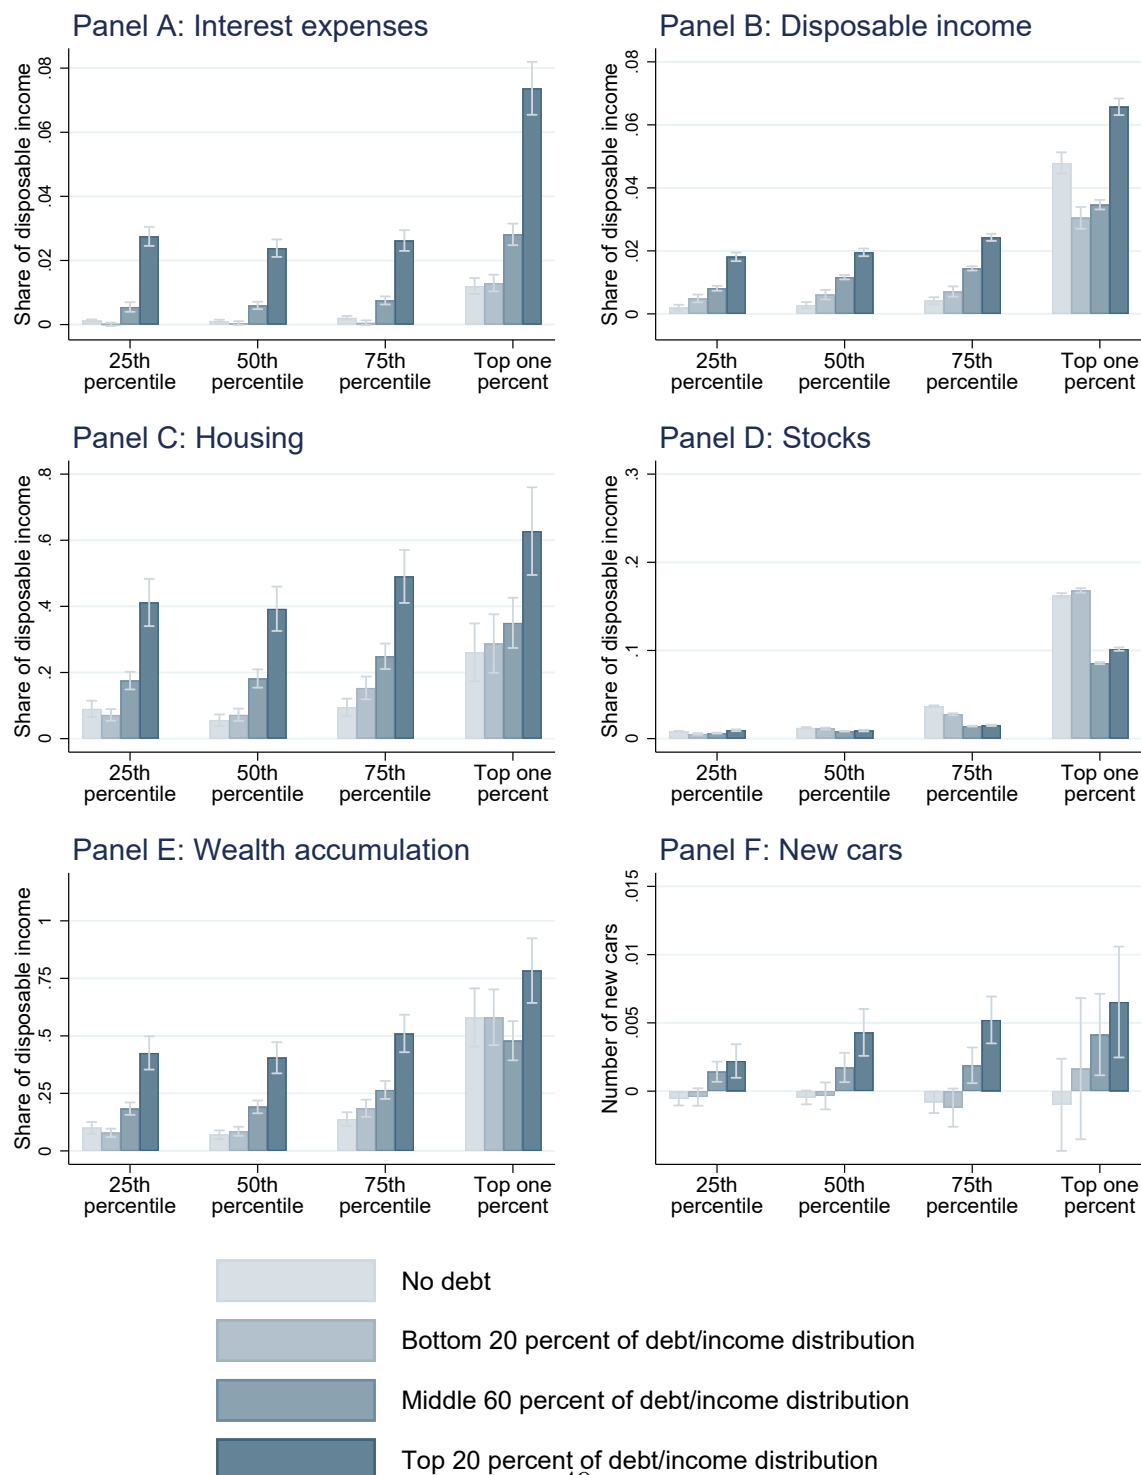 Panel A: Interest expenses
Share of disposable income
.08
.06
.04
.02
0
25th percentile
50th percentile
75th percentile
Top one percent
Panel B: Disposable income
Share of disposable income
.08
.06
.04
.02
0
25th percentile
50th percentile
75th percentile
Top one percent
Panel C: Housing
Share of disposable income
.8
.6
.4
.2
0
25th percentile
50th percentile
75th percentile
Top one percent
Panel D: Stocks
Share of disposable income
.3
.2
.1
0
25th percentile
50th percentile
75th percentile
Top one percent
Panel E: Wealth accumulation
Share of disposable income
1
.75
.5
.25
0
25th percentile
50th percentile
75th percentile
Top one percent
Panel F: New cars
Number of new cars
.015
.01
.005
0
25th percentile
50th percentile
75th percentile
Top one percent
No debt
Bottom 20 percent of debt/income distribution
Middle 60 percent of debt/income distribution
Top 20 percent of debt/income distribution